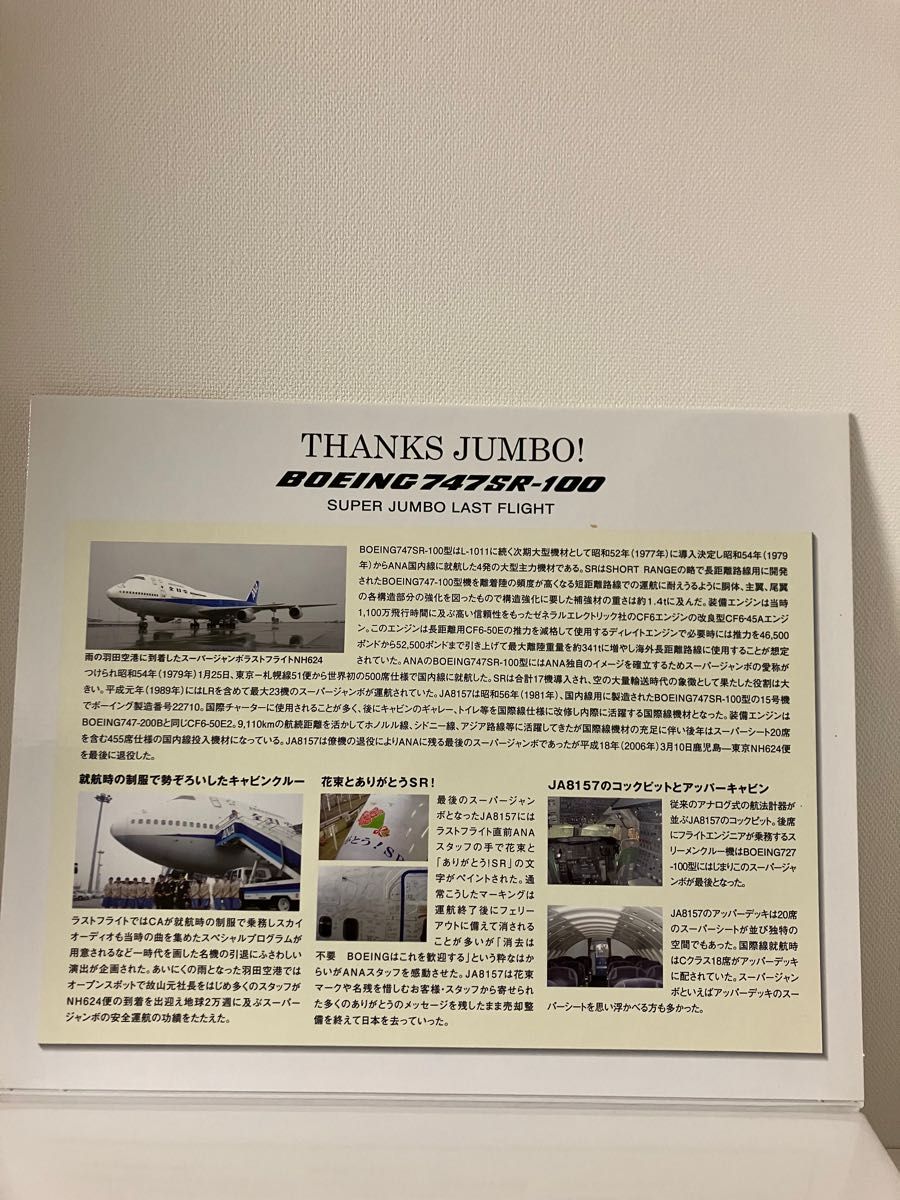 THANKS JUMBO!
BOEING747SR-100
SUPER JUMBO LAST FLIGHT
BOEING747SR-100型はL-1011に続く次期大型機材として昭和52年（1977年）に導入決定し昭和54年（1979
年）からANA国内線に就航した4発の大型主力機材である。SRはSHORT RANGEの略で長距離路線用に開発
されたBOEING747-100型機を離着陸の頻度が高くなる短距離路線での運航に耐えうるように胴体、主翼、尾翼
の各構造部分の強化を図ったもので構造強化に要した補強材の重さは約1.4tに及んだ。装備エンジンは当時
1,100万飛行時間に及ぶ高い信頼性をもったゼネラルエレクトリック社のCF6エンジンの改良型CF6-45Aエンジ
ン。このエンジンは長距離用CF6-50Eの推力を減格して使用するディレイトエンジンで必要時には推力を46,500
ポンドから52,500ポンドまで引き上げて最大離陸重量を約341tに増やし海外長距離路線に使用することが想定
されていた。ANAのBOEING747SR-100型にはANA独自のイメージを確立するためスーパージャンボの愛称が
雨の羽田空港に到着したスーパージャンボラストフライトNH624
つけられ昭和54年（1979年）1月25日、東京ー札幌線51便から世界初の500席仕様で国内線に就航した。SRは合計17機導入され、空の大量輸送時代の象徴として果たした役割は大
きい。平成元年（1989年）にはLRを含めて最大23機のスーパージャンボが運航されていた。JA8157は昭和56年（1981年）、国内線用に製造されたBOEING747SR-100型の15号機
でボーイング製造番号22710。国際チャーターに使用されることが多く、後にキャビンのギャレー、トイレ等を国際線仕様に改修し内際に活躍する国際線機材となった。装備エンジンは
BOEING747-200Bと同じCF6-50E2。9,110kmの航続距離を活かしてホノルル線、シドニー線、アジア路線等に活躍してきたが国際線機材の充足に伴い後年はスーパーシート20席
を含む455席仕様の国内線投入機材になっている。JA8157は僚機の退役によりANAに残る最後のスーパージャンボであったが平成18年（2006年）3月10日鹿児島―東京NH624便
を最後に退役した。
就航時の制服で勢ぞろいしたキャビンクルー
ラストフライトではCAが就航時の制服で乗務しスカイ
オーディオも当時の曲を集めたスペシャルプログラムが
用意されるなど一時代を画した名機の引退にふさわしい
演出が企画された。あいにくの雨となった羽田空港では
オープンスポットで故山元社長をはじめ多くのスタッフが
NH624便の到着を出迎え地球2万週に及ぶスーパー
ジャンボの安全運航の功績をたたえた。
花束とありがとうSR！
最後のスーパージャン
ボとなったJA8157には
ラストフライト直前ANA
スタッフの手で花束と
「ありがとう！SR」の文
字がペイントされた。通
常こうしたマーキングは
運航終了後にフェリー
アウトに備えて消される
ことが多いが「消去は
不要 BOEINGはこれを歓迎する」という粋なはか
らいがANAスタッフを感動させた。JA8157は花束
マークや名残を惜しむお客様・スタッフから寄せられ
た多くのありがとうのメッセージを残したまま売却整
備を終えて日本を去っていった。
JA8157のコックピットとアッパーキャビン
従来のアナログ式の航法計器が
並ぶJA8157のコックピット。後席
にフライトエンジニアが乗務するス
リーメンクルー機はBOEING727
-100型にはじまりこのスーパージャ
ンボが最後となった。
JA8157のアッパーデッキは20席
のスーパーシートが並び独特の
空間でもあった。国際線就航時
はCクラス18席がアッパーデッキ
に配されていた。スーパージャン
ボといえばアッパーデッキのスー
パーシートを思い浮かべる方も多かった。